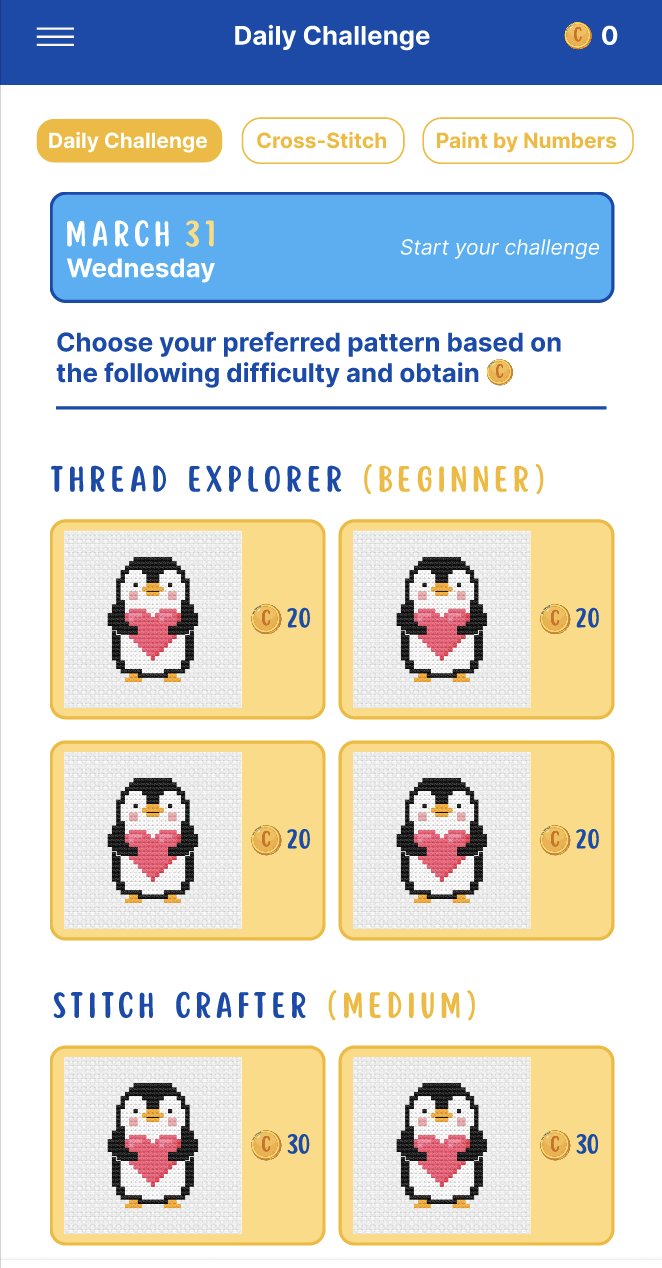 Daily Challenge
C 0
Daily Challenge Cross-Stitch Paint by Numbers
MARCH 31
Wednesday
Start your challenge
Choose your preferred pattern based on
the following difficulty and obtain C
THREAD EXPLORER (BEGINNER)
C 20
C 20
C 20
C 20
STITCH CRAFTER (MEDIUM)
C 30
C 30